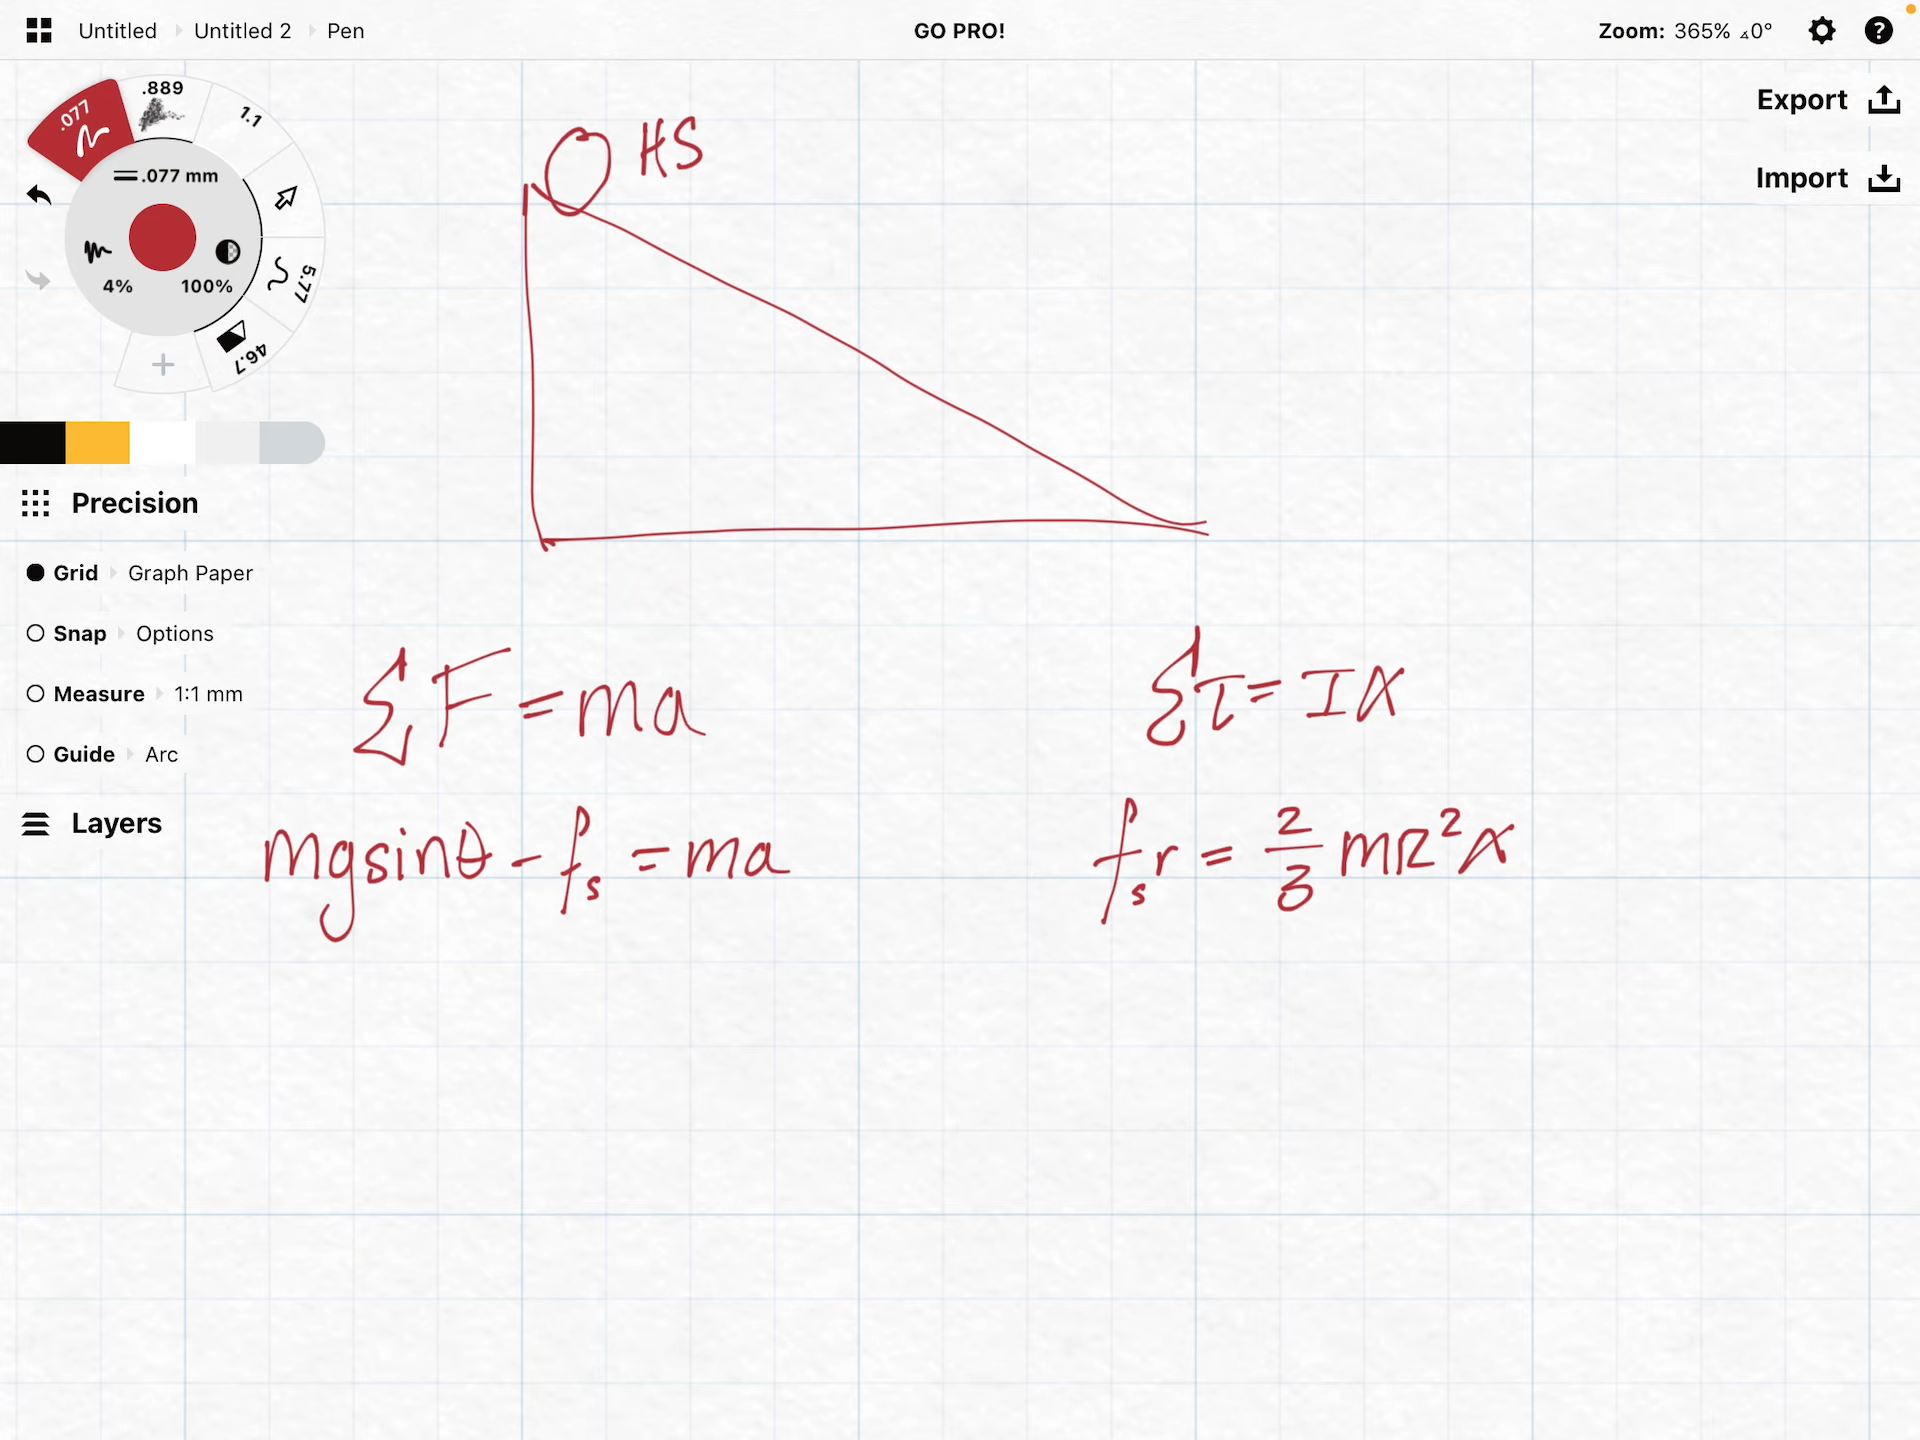 Untitled Untitled 2 Pen GO PRO! Zoom: 365% ⦟0° ?
Export
Import
.077 .889 1.1
.077 mm
4% 100%
5.77
46.7
+
HS
Precision
Grid Graph Paper
Snap Options
Measure 1:1 mm
Guide Arc
Layers
ΣF = ma
Στ = Iα
mgsinθ - fs = ma
fsr = 2/3 mR²α